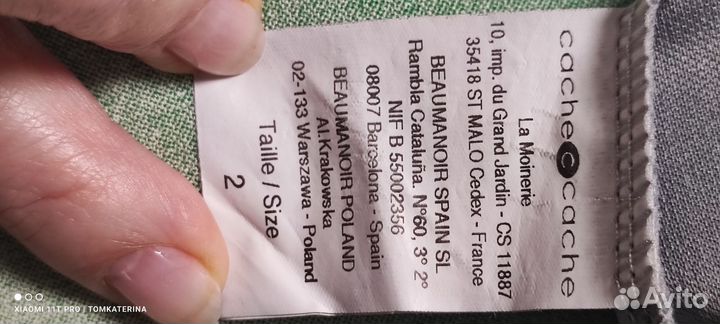 cache cache
La Moinerie
10, imp. du Grand Jardin - CS 11887
35418 ST MALO Cedex - France
BEAUMANOIR SPAIN SL
Rambla Cataluña. N°60, 3° 2°
NIF B 55002356
08007 Barcelona - Spain
BEAUMANOIR POLAND
Al.Krakowska
02-133 Warszawa - Poland
Taille / Size
2
XIAOMI 11T PRO / TOMKATERINA
Avito